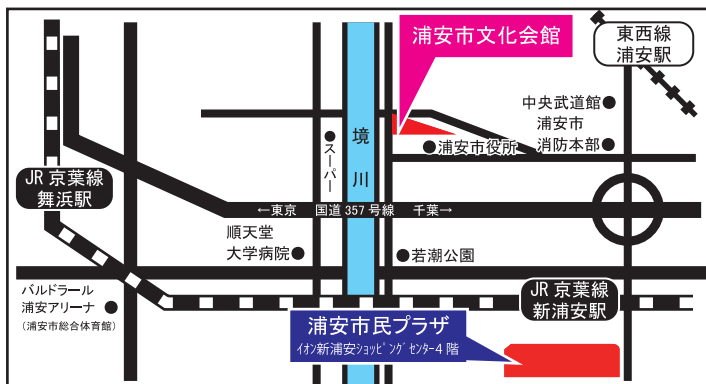 浦安市文化会館
東西線
浦安駅
中央武道館
浦安市
消防本部
境川
スーパー
浦安市役所
JR京葉線
舞浜駅
←東京 国道357号線 千葉→
順天堂
大学病院
若潮公園
バルドラール
浦安アリーナ
(浦安市総合体育館)
JR京葉線
新浦安駅
浦安市民プラザ
イオン新浦安ショッピングセンター4階